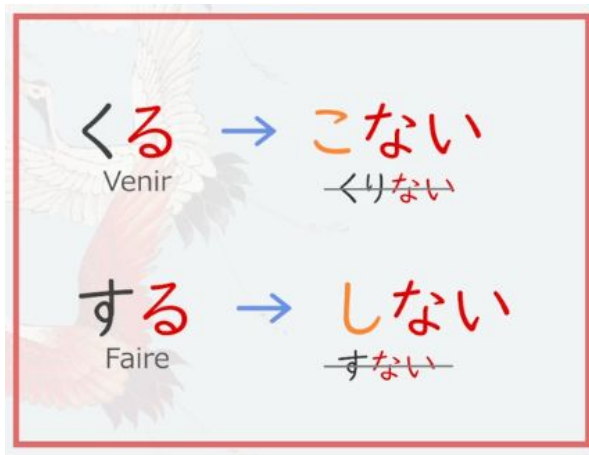 くる → こない
Venir
くりない
する → しない
Faire
すない